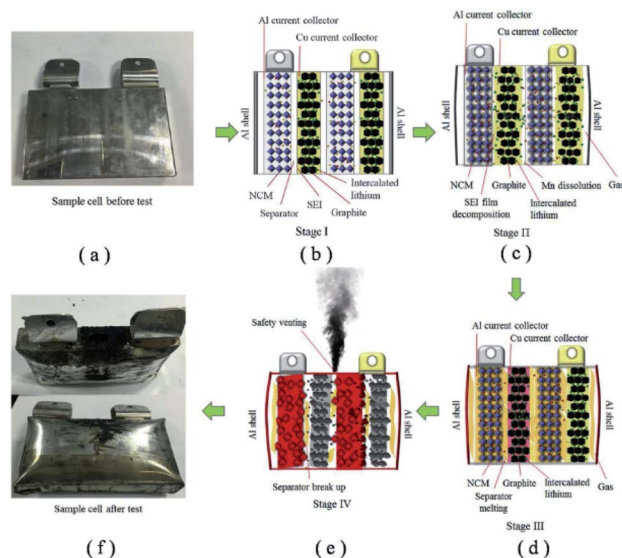 Al current collector
Cu current collector
Al shell
Al shell
NCM
Separator
SEI
Graphite
Intercalated
lithium
Stage I
Sample cell before test
(a)
(b)
Al current collector
Cu current collector
Al shell
Al shell
NCM
SEI film
decomposition
Graphite
Intercalated
lithium
Mn dissolution
Gas
Stage II
(c)
Safety venting
Al shell
Al shell
Separator break up
Stage IV
Sample cell after test
(f)
(e)
Al current collector
Cu current collector
Al shell
Al shell
NCM
Separator
melting
Graphite
Intercalated
lithium
Gas
Stage III
(d)